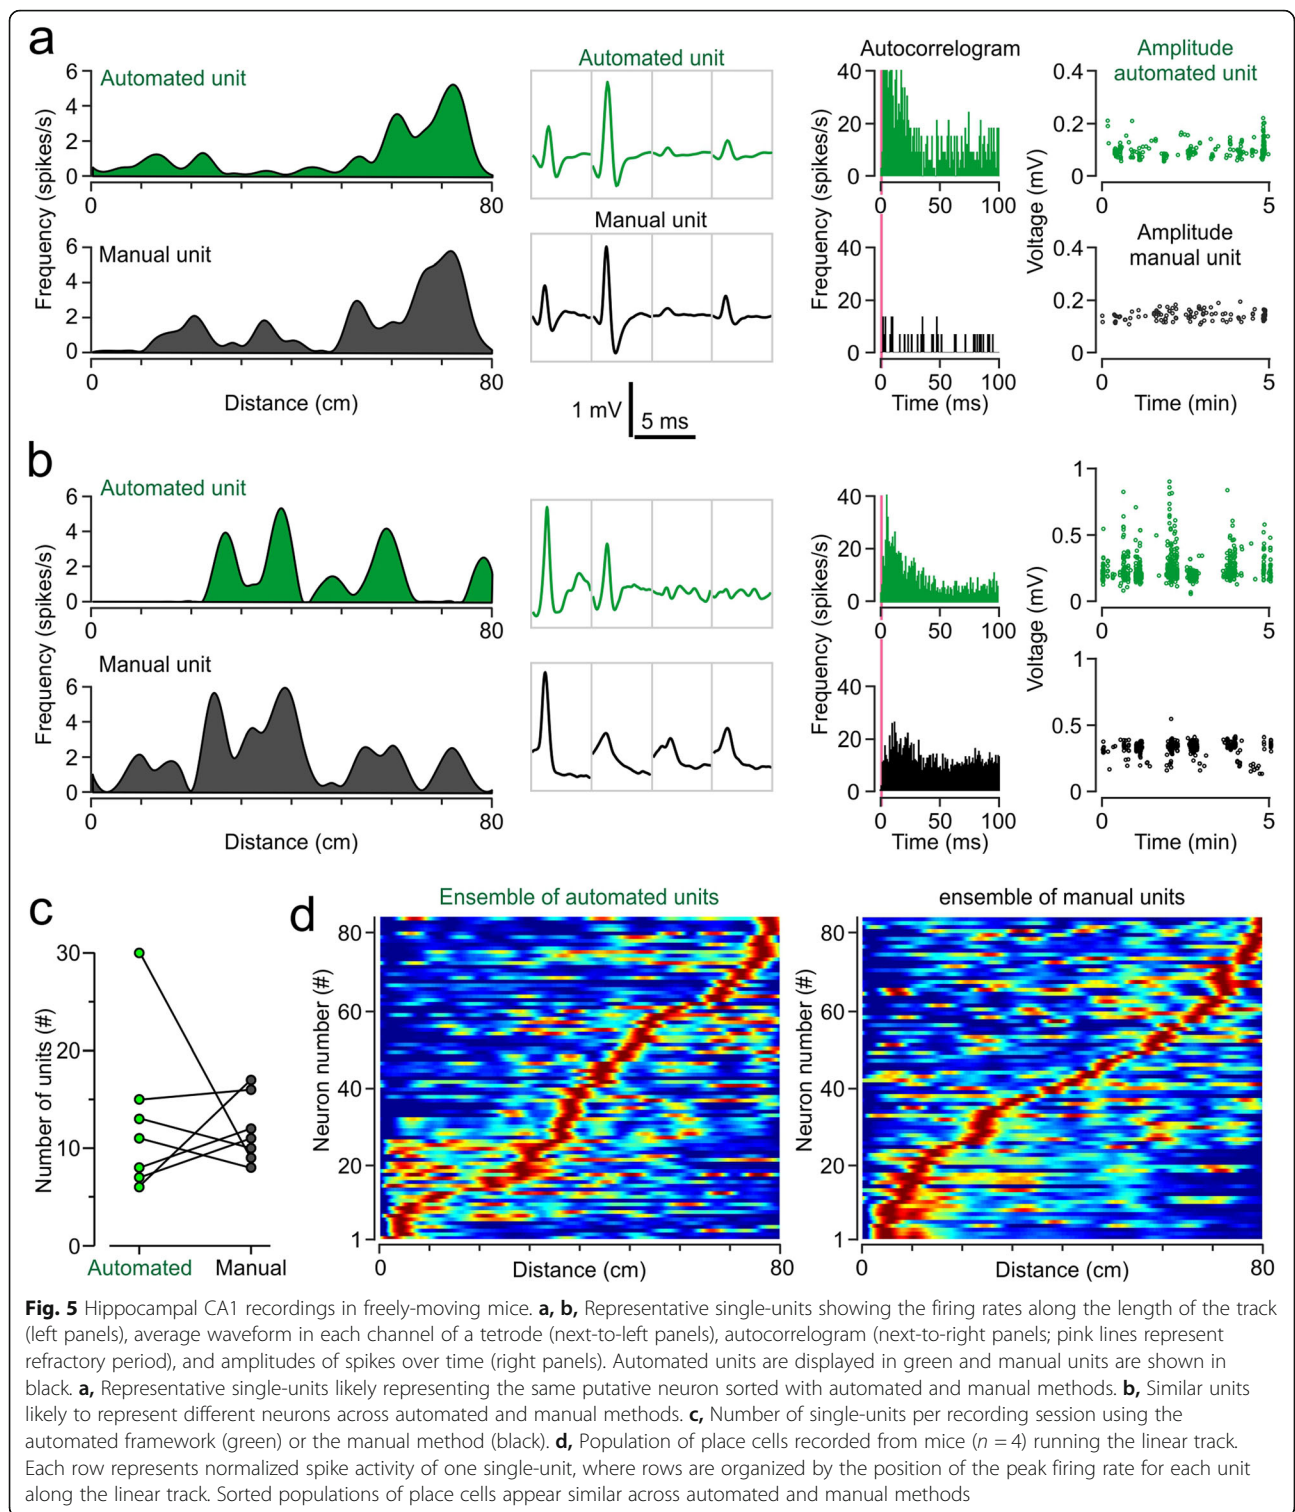 a
Automated unit
Automated unit
Autocorrelogram
Amplitude
automated unit
Frequency (spikes/s)
6
4
2
0
0
80
40
20
0
0
50
100
Voltage (mV)
0.4
0.2
0
0
5
Manual unit
Manual unit
Amplitude
manual unit
6
4
2
0
0
80
Distance (cm)
Frequency (spikes/s)
40
20
0
0
50
100
Time (ms)
0.4
0.2
0
0
5
Time (min)
1 mV
5 ms
b
Automated unit
Frequency (spikes/s)
6
4
2
0
0
80
Frequency (spikes/s)
40
20
0
0
50
100
Voltage (mV)
1
0.5
0
0
5
Manual unit
6
4
2
0
0
80
Distance (cm)
40
20
0
0
50
100
Time (ms)
1
0.5
0
0
5
Time (min)
c
Number of units (#)
30
20
10
0
Automated
Manual
d
Ensemble of automated units
Neuron number (#)
80
60
40
20
1
0
80
Distance (cm)
ensemble of manual units
Neuron number (#)
80
60
40
20
1
0
80
Distance (cm)
Fig. 5 Hippocampal CA1 recordings in freely-moving mice. a, b, Representative single-units showing the firing rates along the length of the track
(left panels), average waveform in each channel of a tetrode (next-to-left panels), autocorrelogram (next-to-right panels; pink lines represent
refractory period), and amplitudes of spikes over time (right panels). Automated units are displayed in green and manual units are shown in
black. a, Representative single-units likely representing the same putative neuron sorted with automated and manual methods. b, Similar units
likely to represent different neurons across automated and manual methods. c, Number of single-units per recording session using the
automated framework (green) or the manual method (black). d, Population of place cells recorded from mice (n = 4) running the linear track.
Each row represents normalized spike activity of one single-unit, where rows are organized by the position of the peak firing rate for each unit
along the linear track. Sorted populations of place cells appear similar across automated and manual methods